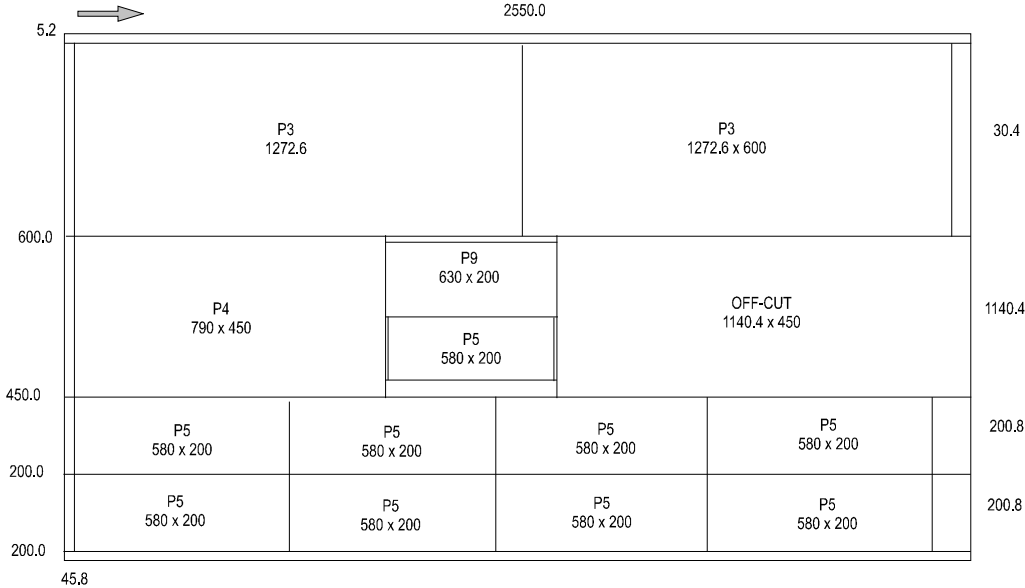 2550.0
5.2
P3
1272.6
P3
1272.6 x 600
30.4
600.0
P9
630 x 200
P4
790 x 450
OFF-CUT
1140.4 x 450
1140.4
P5
580 x 200
450.0
P5
580 x 200
P5
580 x 200
P5
580 x 200
P5
580 x 200
200.8
200.0
P5
580 x 200
P5
580 x 200
P5
580 x 200
P5
580 x 200
200.8
200.0
45.8